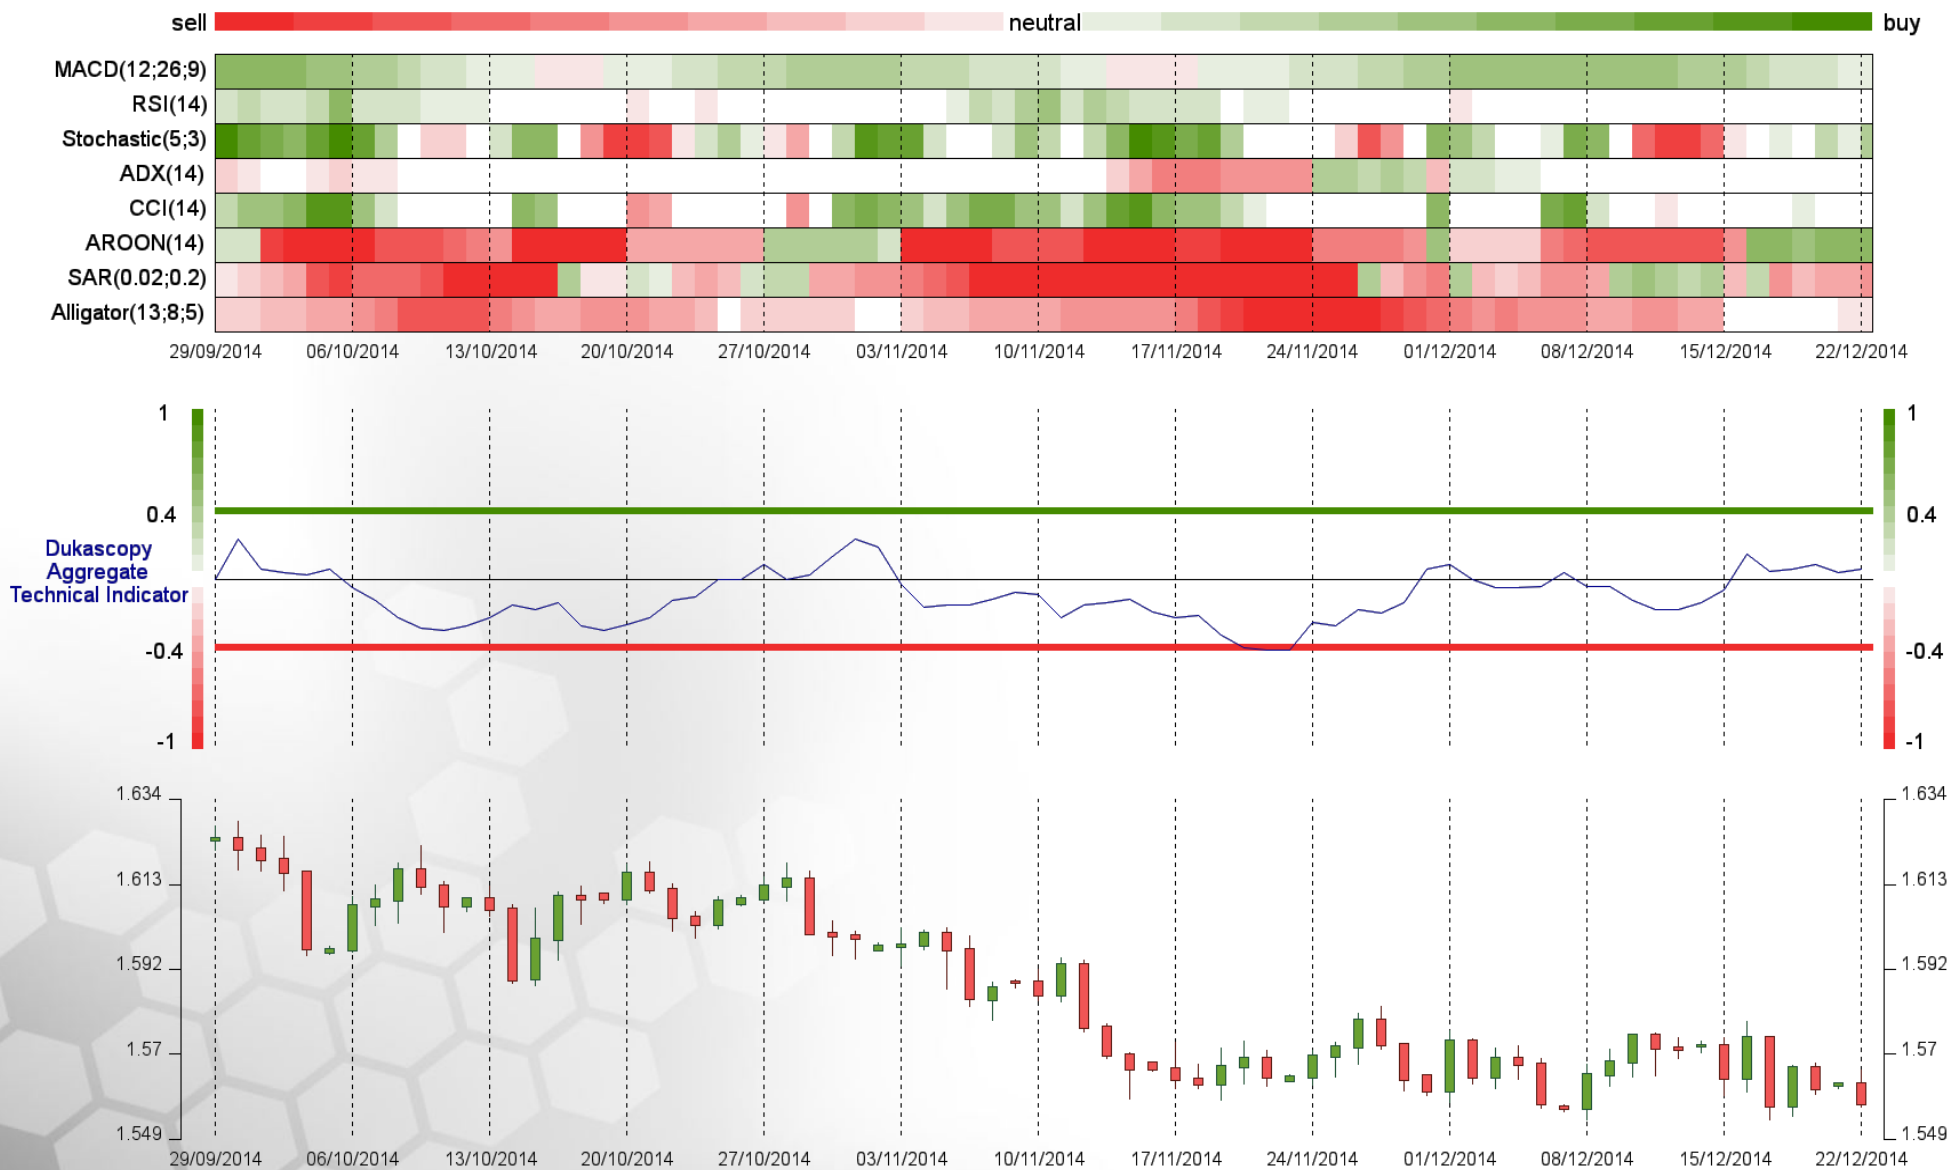 sell neutral buy
MACD(12;26;9)
RSI(14)
Stochastic(5;3)
ADX(14)
CCI(14)
AROON(14)
SAR(0.02;0.2)
Alligator(13;8;5)
29/09/2014 06/10/2014 13/10/2014 20/10/2014 27/10/2014 03/11/2014 10/11/2014 17/11/2014 24/11/2014 01/12/2014 08/12/2014 15/12/2014 22/12/2014
1 1
0.4 0.4
Dukascopy
Aggregate
Technical Indicator
-0.4 -0.4
-1 -1
1.634 1.634
1.613 1.613
1.592 1.592
1.57 1.57
1.549 1.549
29/09/2014 06/10/2014 13/10/2014 20/10/2014 27/10/2014 03/11/2014 10/11/2014 17/11/2014 24/11/2014 01/12/2014 08/12/2014 15/12/2014 22/12/2014